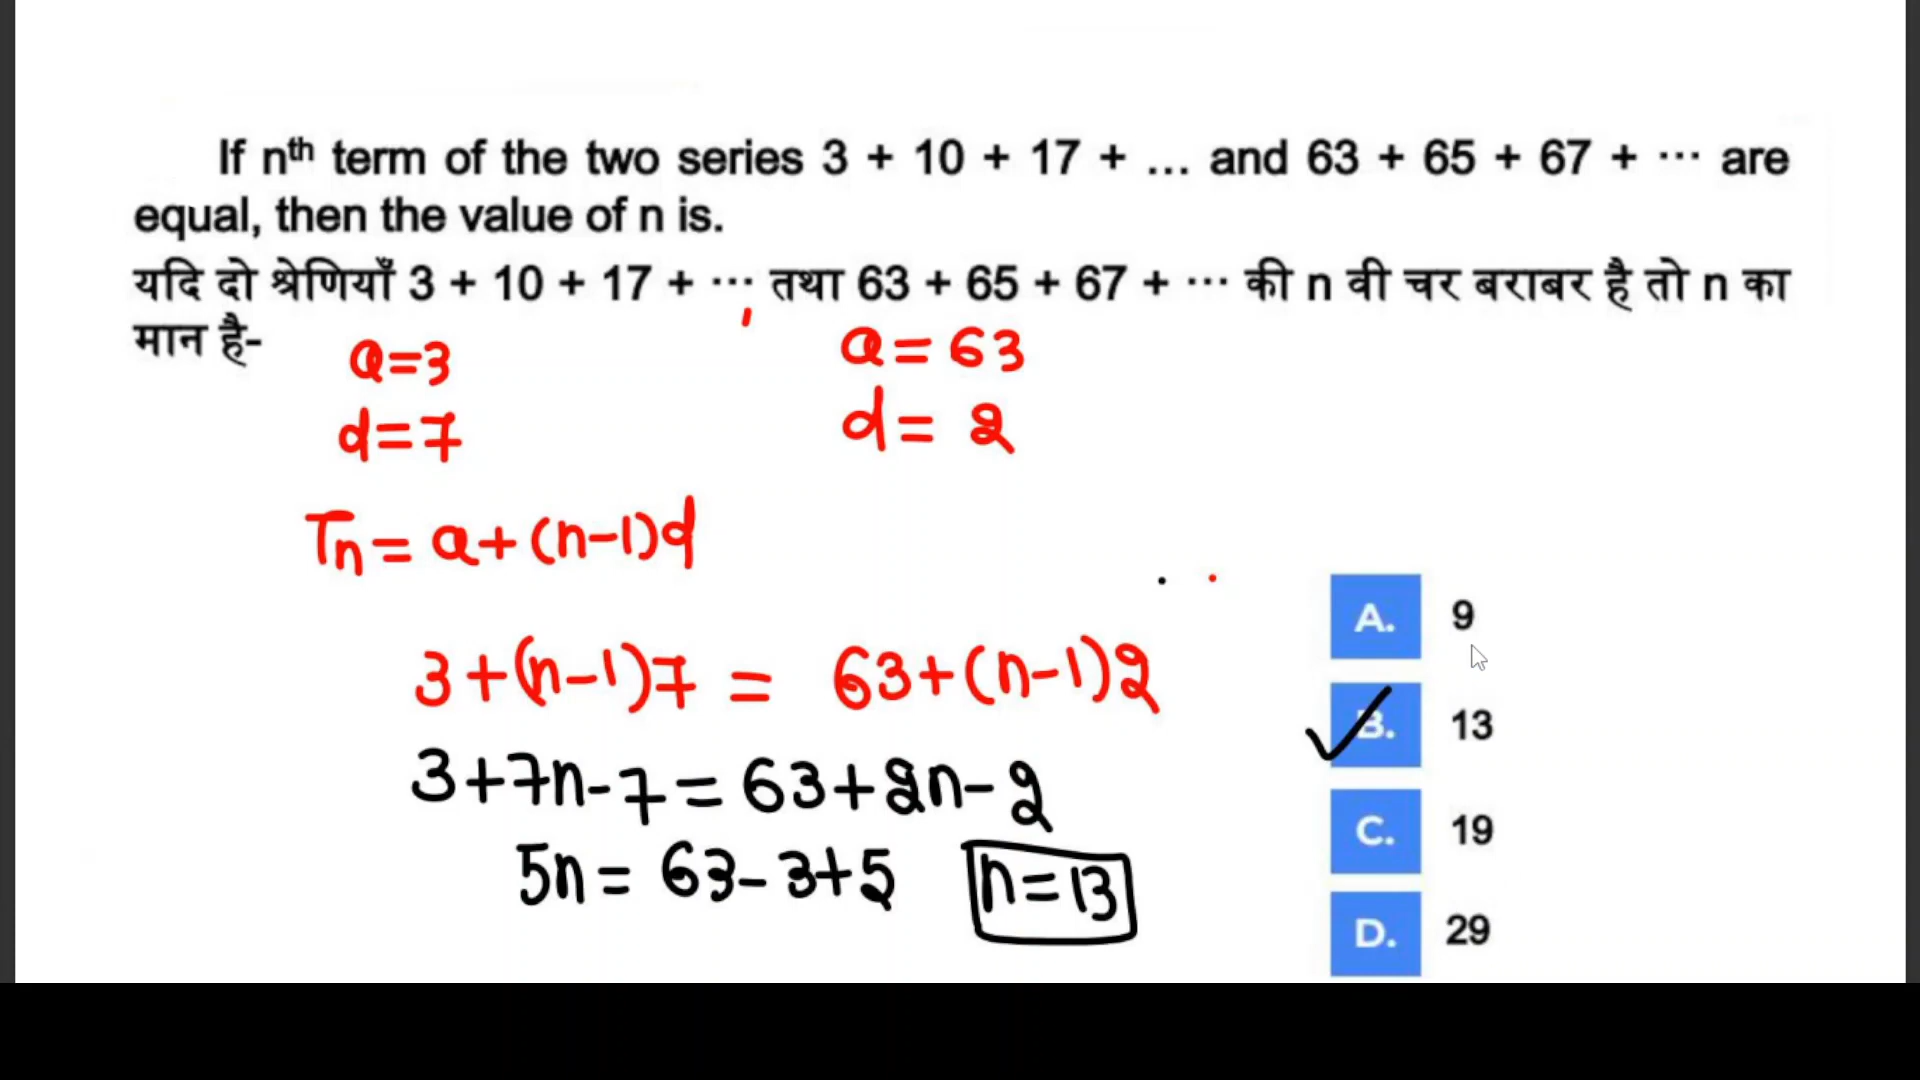 If nth term of the two series 3 + 10 + 17 + ... and 63 + 65 + 67 + ··· are
equal, then the value of n is.
यदि दो श्रेणियाँ 3 + 10 + 17 + ··· तथा 63 + 65 + 67 + ··· की n वी चर बराबर है तो n का
मान है-
a=3
d=7
a=63
d=2
Tn=a+(n-1)d
3+(n-1)7 = 63+(n-1)2
3+7n-7=63+2n-2
5n=63-3+5
n=13
A. 9
B. 13
C. 19
D. 29